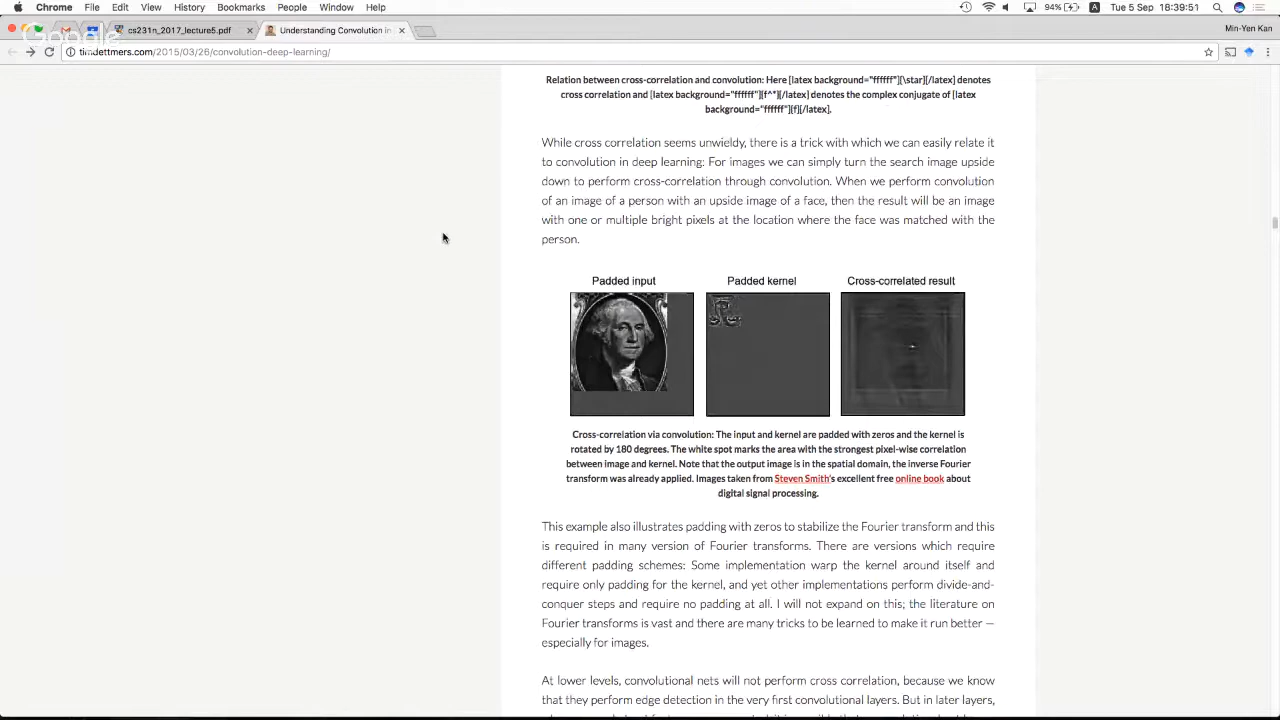 Chrome File Edit View History Bookmarks People Window Help 94% Tue 5 Sep 18:39:51
Google
cs231n_2017_lecture5.pdf Understanding Convolution in Min-Yen Kan
timdettmers.com/2015/03/26/convolution-deep-learning/
Relation between cross-correlation and convolution: Here [latex background="ffffff"][\star][/latex] denotes
cross correlation and [latex background="ffffff"][f^*][/latex] denotes the complex conjugate of [latex
background="ffffff"][f][/latex].
While cross correlation seems unwieldy, there is a trick with which we can easily relate it
to convolution in deep learning: For images we can simply turn the search image upside
down to perform cross-correlation through convolution. When we perform convolution
of an image of a person with an upside image of a face, then the result will be an image
with one or multiple bright pixels at the location where the face was matched with the
person.
Padded input Padded kernel Cross-correlated result
Cross-correlation via convolution: The input and kernel are padded with zeros and the kernel is
rotated by 180 degrees. The white spot marks the area with the strongest pixel-wise correlation
between image and kernel. Note that the output image is in the spatial domain, the inverse Fourier
transform was already applied. Images taken from Steven Smith's excellent free online book about
digital signal processing.
This example also illustrates padding with zeros to stabilize the Fourier transform and this
is required in many version of Fourier transforms. There are versions which require
different padding schemes: Some implementation warp the kernel around itself and
require only padding for the kernel, and yet other implementations perform divide-and-
conquer steps and require no padding at all. I will not expand on this; the literature on
Fourier transforms is vast and there are many tricks to be learned to make it run better —
especially for images.
At lower levels, convolutional nets will not perform cross correlation, because we know
that they perform edge detection in the very first convolutional layers. But in later layers,